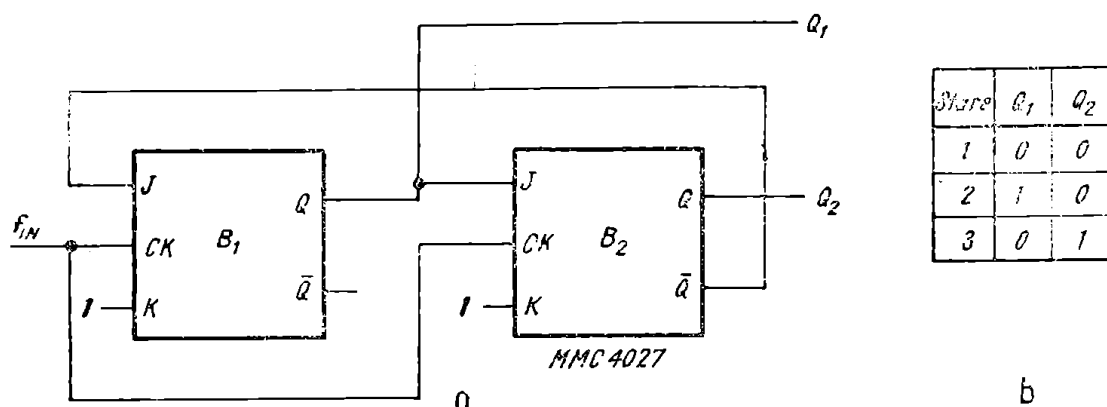 Q₁
J
Q
f_IN
CK
B₁
Q̄
1
K
J
Q
Q₂
CK
B₂
Q̄
1
K
MMC 4027
a
Stare Q₁ Q₂
1 0 0
2 1 0
3 0 1
b